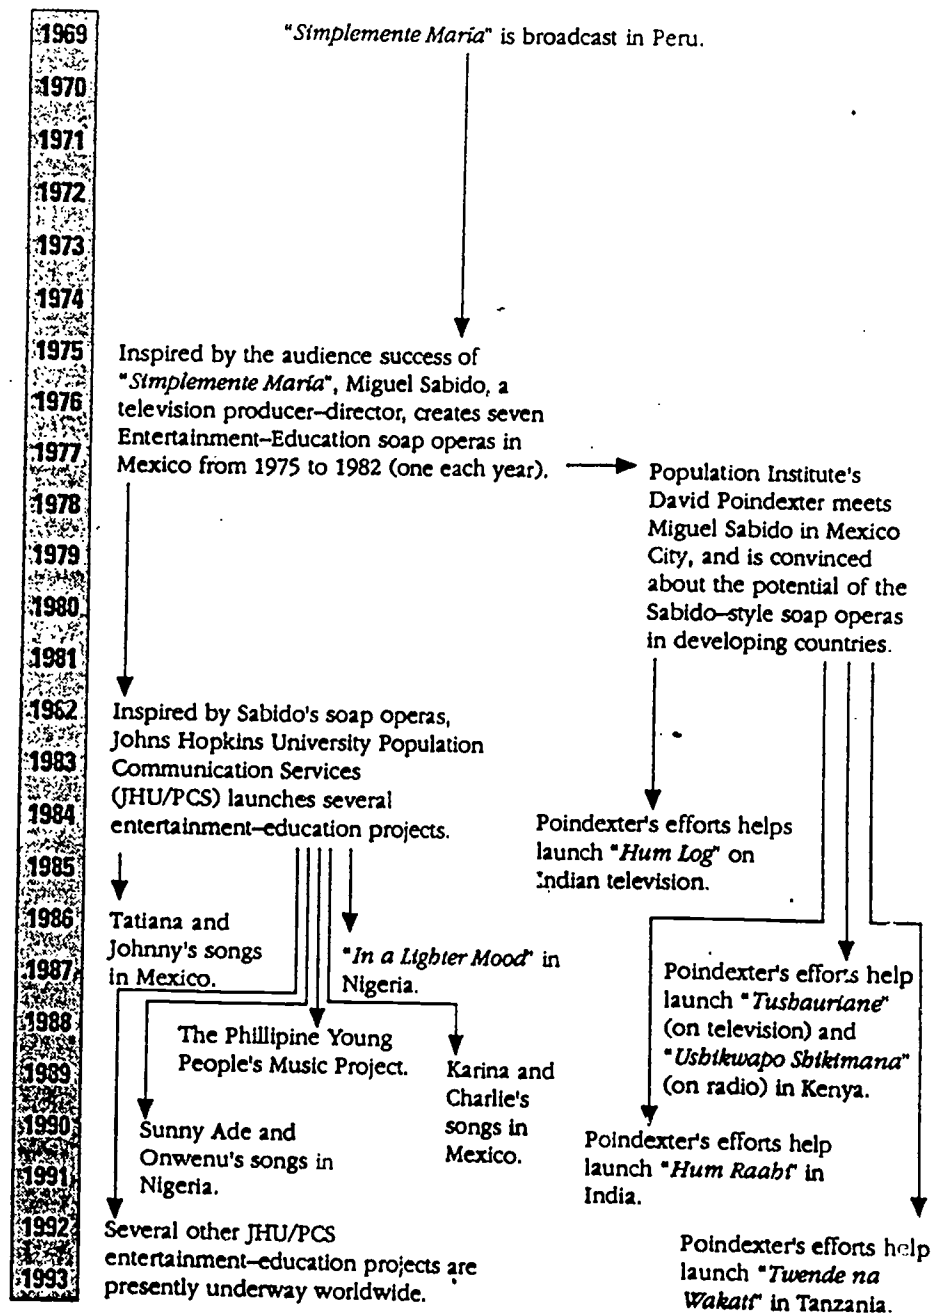 1969
1970
1971
1972
1973
1974
1975
1976
1977
1978
1979
1980
1981
1982
1983
1984
1985
1986
1987
1988
1989
1990
1991
1992
1993
"Simplemente María" is broadcast in Peru.
Inspired by the audience success of
"Simplemente María", Miguel Sabido, a
television producer–director, creates seven
Entertainment–Education soap operas in
Mexico from 1975 to 1982 (one each year).
Population Institute's
David Poindexter meets
Miguel Sabido in Mexico
City, and is convinced
about the potential of the
Sabido–style soap operas
in developing countries.
Inspired by Sabido's soap operas,
Johns Hopkins University Population
Communication Services
(JHU/PCS) launches several
entertainment–education projects.
Poindexter's efforts helps
launch "Hum Log" on
Indian television.
Tatiana and
Johnny's songs
in Mexico.
"In a Lighter Mood" in
Nigeria.
Poindexter's efforts help
launch "Tushauriane"
(on television) and
"Ushikwapo Shikimana"
(on radio) in Kenya.
The Phillipine Young
People's Music Project.
Karina and
Charlie's
songs in
Mexico.
Sunny Ade and
Onwenu's songs in
Nigeria.
Poindexter's efforts help
launch "Hum Raahi" in
India.
Several other JHU/PCS
entertainment–education projects are
presently underway worldwide.
Poindexter's efforts help
launch "Twende na
Wakati" in Tanzania.